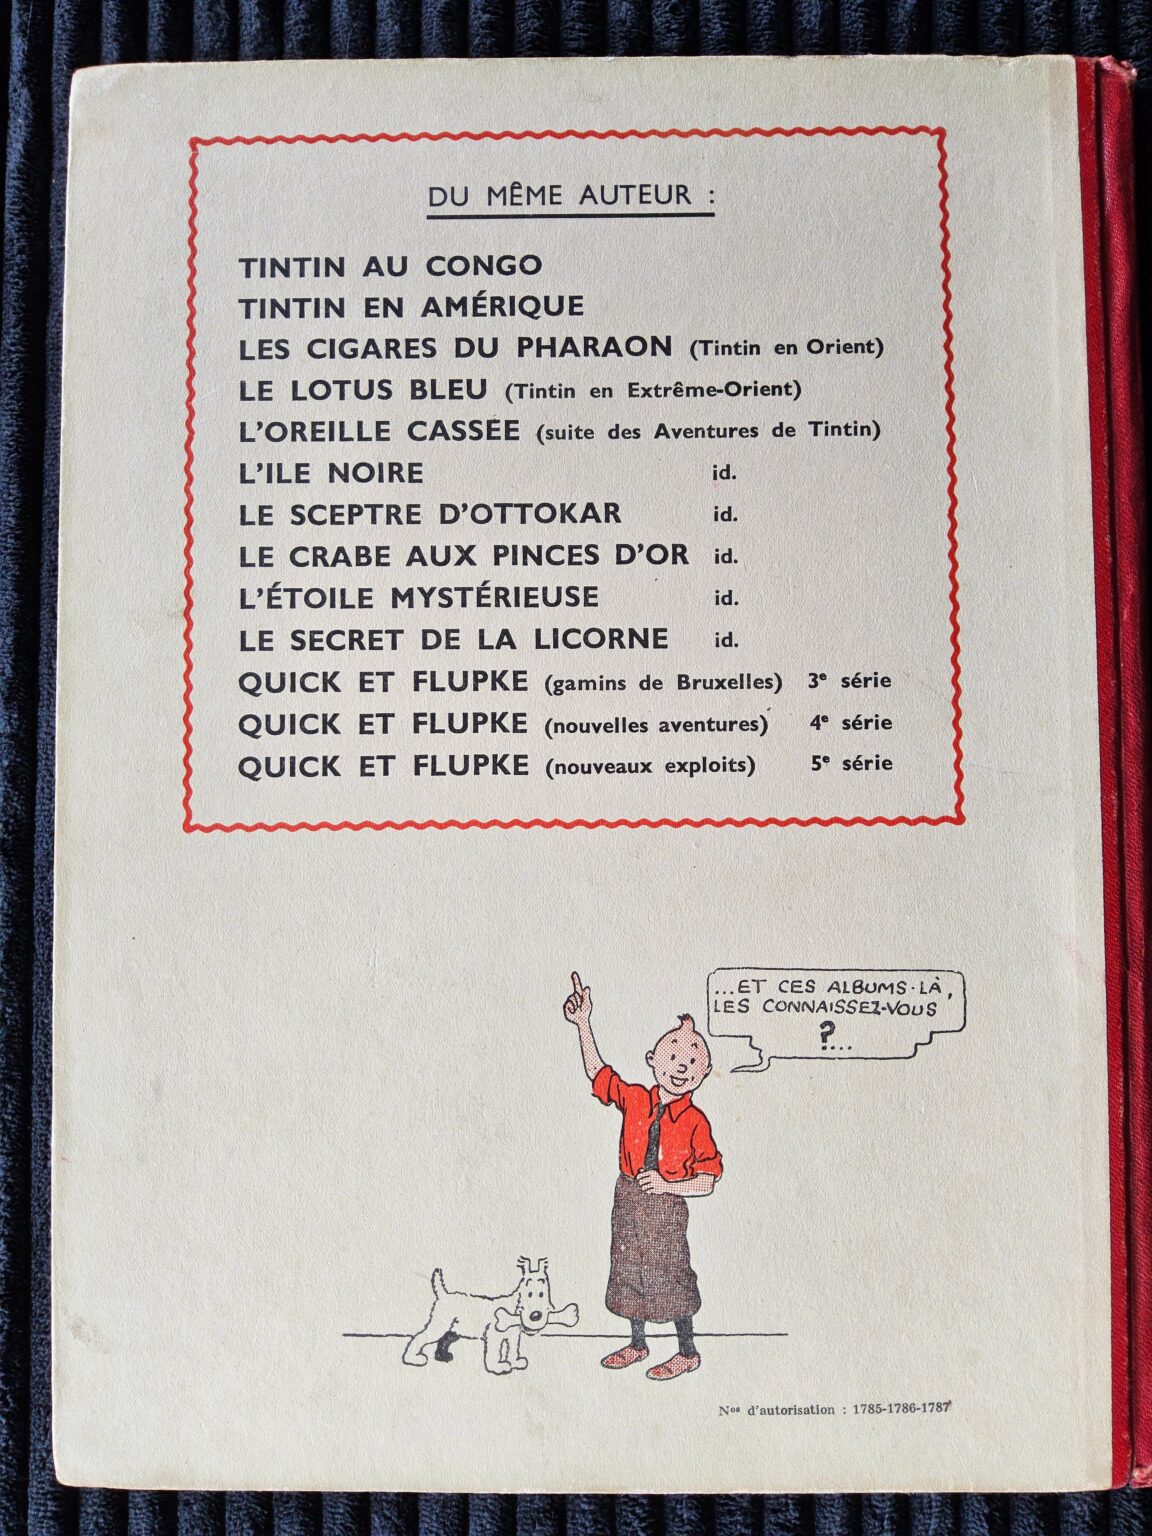 DU MÊME AUTEUR :
TINTIN AU CONGO
TINTIN EN AMÉRIQUE
LES CIGARES DU PHARAON (Tintin en Orient)
LE LOTUS BLEU (Tintin en Extrême-Orient)
L'OREILLE CASSÉE (suite des Aventures de Tintin)
L'ILE NOIRE id.
LE SCEPTRE D'OTTOKAR id.
LE CRABE AUX PINCES D'OR id.
L'ÉTOILE MYSTÉRIEUSE id.
LE SECRET DE LA LICORNE id.
QUICK ET FLUPKE (gamins de Bruxelles) 3e série
QUICK ET FLUPKE (nouvelles aventures) 4e série
QUICK ET FLUPKE (nouveaux exploits) 5e série
...ET CES ALBUMS-LÀ,
LES CONNAISSEZ-VOUS
?...
Nos d'autorisation : 1785-1786-1787